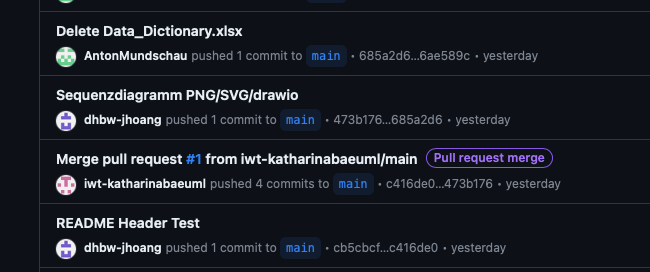 Delete Data_Dictionary.xlsx
AntonMundschau pushed 1 commit to main • 685a2d6...6ae589c • yesterday
Sequenzdiagramm PNG/SVG/drawio
dhbw-jhoang pushed 1 commit to main • 473b176...685a2d6 • yesterday
Merge pull request #1 from iwt-katharinabaeuml/main Pull request merge
iwt-katharinabaeuml pushed 4 commits to main • c416de0...473b176 • yesterday
README Header Test
dhbw-jhoang pushed 1 commit to main • cb5cbcf...c416de0 • yesterday